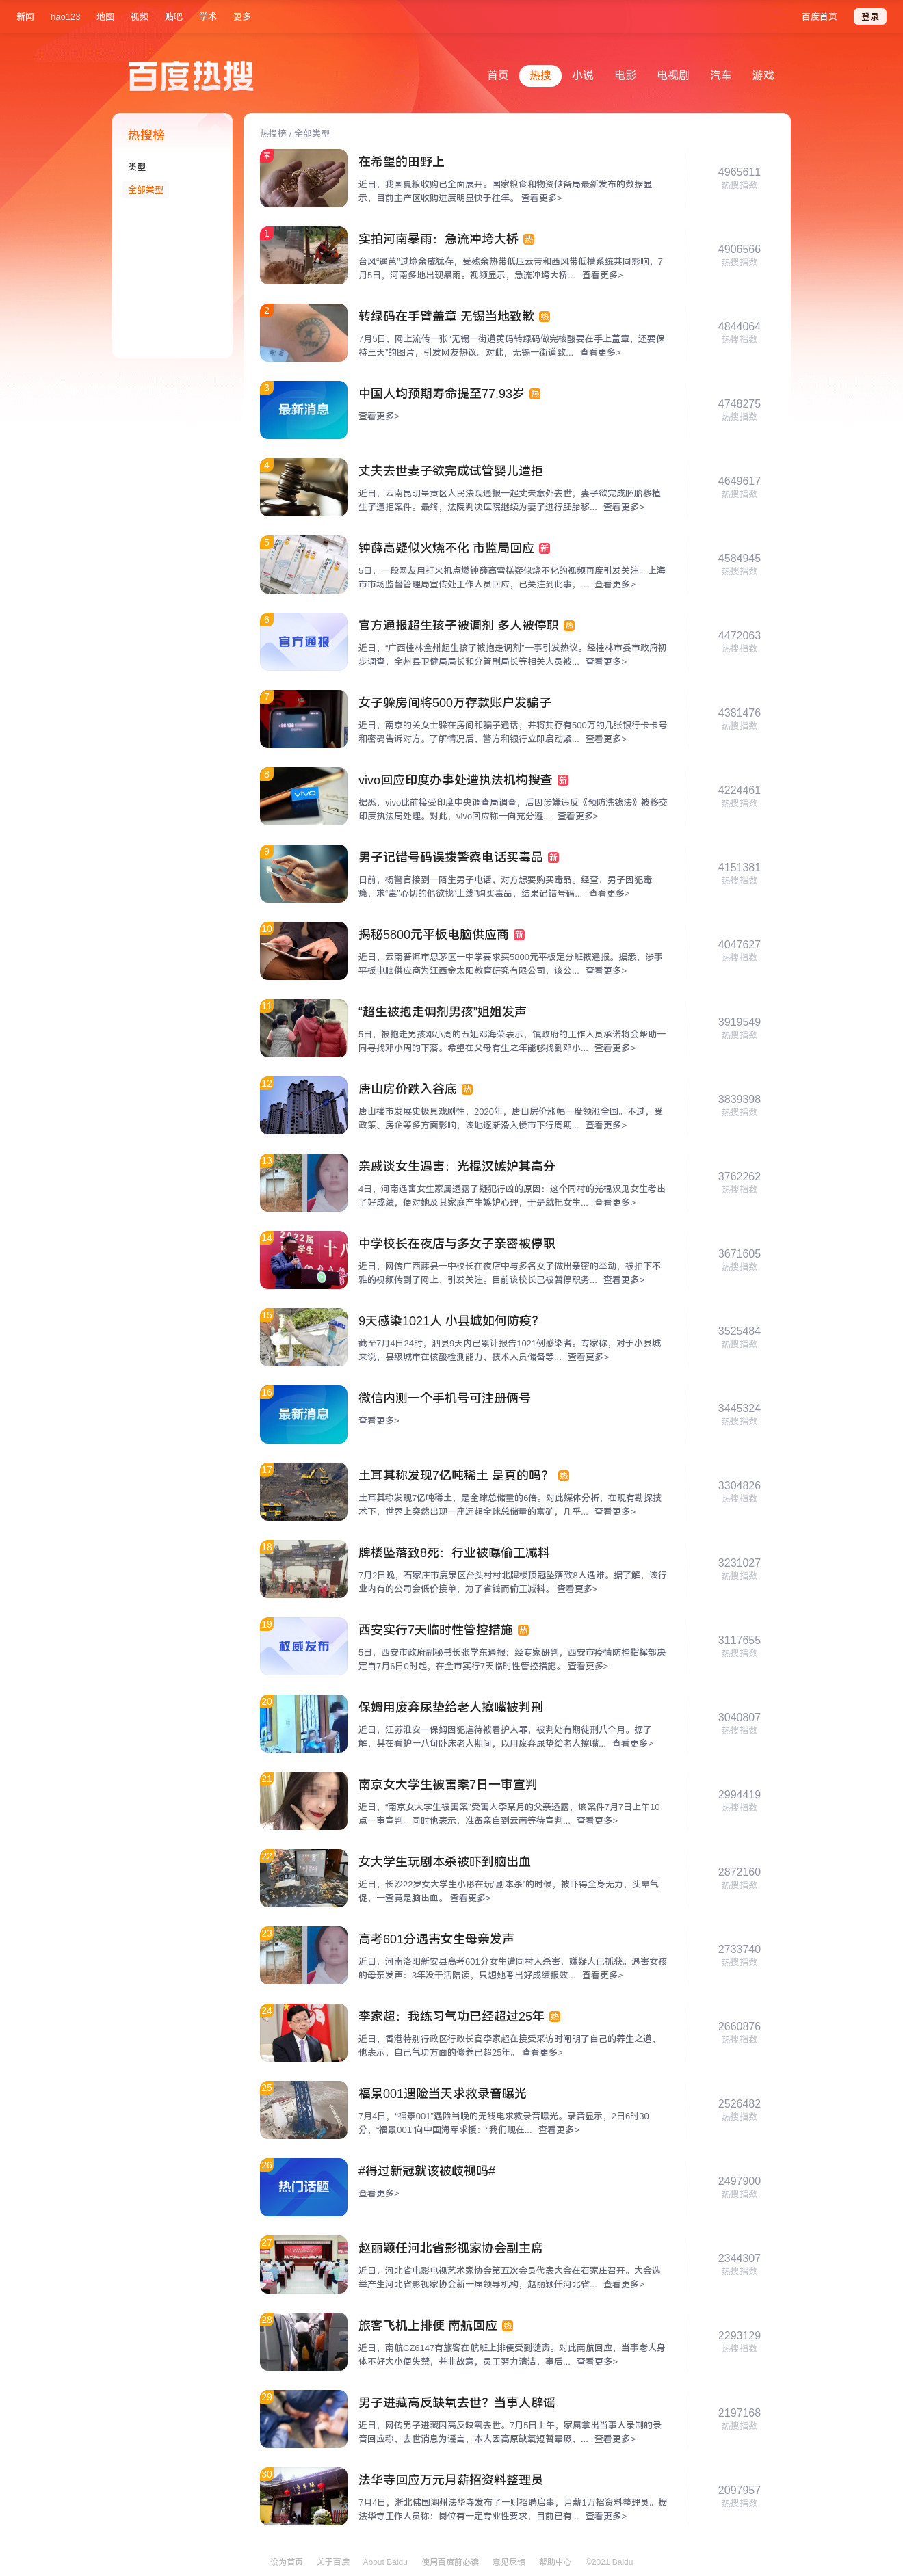 新闻 hao123 地图 视频 贴吧 学术 更多 百度首页 登录
百度热搜
首页 热搜 小说 电影 电视剧 汽车 游戏
热搜榜
类型
全部类型
热搜榜 / 全部类型
在希望的田野上
近日，我国夏粮收购已全面展开。国家粮食和物资储备局最新发布的数据显
示，目前主产区收购进度明显快于往年。 查看更多>
4965611
热搜指数
1
实拍河南暴雨：急流冲垮大桥 热
台风“暹芭”过境余威犹存，受残余热带低压云带和西风带低槽系统共同影响，7
月5日，河南多地出现暴雨。视频显示，急流冲垮大桥... 查看更多>
4906566
热搜指数
2
转绿码在手臂盖章 无锡当地致歉 热
7月5日，网上流传一张“无锡一街道黄码转绿码做完核酸要在手上盖章，还要保
持三天”的图片，引发网友热议。对此，无锡一街道致... 查看更多>
4844064
热搜指数
3
最新消息
中国人均预期寿命提至77.93岁 热
查看更多>
4748275
热搜指数
4
丈夫去世妻子欲完成试管婴儿遭拒
近日，云南昆明呈贡区人民法院通报一起丈夫意外去世，妻子欲完成胚胎移植
生子遭拒案件。最终，法院判决医院继续为妻子进行胚胎移... 查看更多>
4649617
热搜指数
5
钟薛高疑似火烧不化 市监局回应 新
5日，一段网友用打火机点燃钟薛高雪糕疑似烧不化的视频再度引发关注。上海
市市场监督管理局宣传处工作人员回应，已关注到此事，... 查看更多>
4584945
热搜指数
6
官方通报
官方通报超生孩子被调剂 多人被停职 热
近日，“广西桂林全州超生孩子被抱走调剂”一事引发热议。经桂林市委市政府初
步调查，全州县卫健局局长和分管副局长等相关人员被... 查看更多>
4472063
热搜指数
7
女子躲房间将500万存款账户发骗子
近日，南京的关女士躲在房间和骗子通话，并将共存有500万的几张银行卡卡号
和密码告诉对方。了解情况后，警方和银行立即启动紧... 查看更多>
4381476
热搜指数
8
vivo
vivo回应印度办事处遭执法机构搜查 新
据悉，vivo此前接受印度中央调查局调查，后因涉嫌违反《预防洗钱法》被移交
印度执法局处理。对此，vivo回应称一向充分遵... 查看更多>
4224461
热搜指数
9
男子记错号码误拨警察电话买毒品 新
日前，杨警官接到一陌生男子电话，对方想要购买毒品。经查，男子因犯毒
瘾，求“毒”心切的他欲找“上线”购买毒品，结果记错号码... 查看更多>
4151381
热搜指数
10
揭秘5800元平板电脑供应商 新
近日，云南普洱市思茅区一中学要求买5800元平板定分班被通报。据悉，涉事
平板电脑供应商为江西金太阳教育研究有限公司，该公... 查看更多>
4047627
热搜指数
11
“超生被抱走调剂男孩”姐姐发声
5日，被抱走男孩邓小周的五姐邓海荣表示，镇政府的工作人员承诺将会帮助一
同寻找邓小周的下落。希望在父母有生之年能够找到邓小... 查看更多>
3919549
热搜指数
12
唐山房价跌入谷底 热
唐山楼市发展史极具戏剧性，2020年，唐山房价涨幅一度领涨全国。不过，受
政策、房企等多方面影响，该地逐渐滑入楼市下行周期... 查看更多>
3839398
热搜指数
13
亲戚谈女生遇害：光棍汉嫉妒其高分
4日，河南遇害女生家属透露了疑犯行凶的原因：这个同村的光棍汉见女生考出
了好成绩，便对她及其家庭产生嫉妒心理，于是就把女生... 查看更多>
3762262
热搜指数
14
中学校长在夜店与多女子亲密被停职
近日，网传广西藤县一中校长在夜店中与多名女子做出亲密的举动，被拍下不
雅的视频传到了网上，引发关注。目前该校长已被暂停职务... 查看更多>
3671605
热搜指数
15
9天感染1021人 小县城如何防疫？
截至7月4日24时，泗县9天内已累计报告1021例感染者。专家称，对于小县城
来说，县级城市在核酸检测能力、技术人员储备等... 查看更多>
3525484
热搜指数
16
最新消息
微信内测一个手机号可注册俩号
查看更多>
3445324
热搜指数
17
土耳其称发现7亿吨稀土 是真的吗？ 热
土耳其称发现7亿吨稀土，是全球总储量的6倍。对此媒体分析，在现有勘探技
术下，世界上突然出现一座远超全球总储量的富矿，几乎... 查看更多>
3304826
热搜指数
18
牌楼坠落致8死：行业被曝偷工减料
7月2日晚，石家庄市鹿泉区台头村村北牌楼顶冠坠落致8人遇难。据了解，该行
业内有的公司会低价接单，为了省钱而偷工减料。 查看更多>
3231027
热搜指数
19
权威发布
西安实行7天临时性管控措施 热
5日，西安市政府副秘书长张学东通报：经专家研判，西安市疫情防控指挥部决
定自7月6日0时起，在全市实行7天临时性管控措施。 查看更多>
3117655
热搜指数
20
保姆用废弃尿垫给老人擦嘴被判刑
近日，江苏淮安一保姆因犯虐待被看护人罪，被判处有期徒刑八个月。据了
解，其在看护一八旬卧床老人期间，以用废弃尿垫给老人擦嘴... 查看更多>
3040807
热搜指数
21
南京女大学生被害案7日一审宣判
近日，“南京女大学生被害案”受害人李某月的父亲透露，该案件7月7日上午10
点一审宣判。同时他表示，准备亲自到云南等待宣判... 查看更多>
2994419
热搜指数
22
女大学生玩剧本杀被吓到脑出血
近日，长沙22岁女大学生小彤在玩“剧本杀”的时候，被吓得全身无力，头晕气
促，一查竟是脑出血。 查看更多>
2872160
热搜指数
23
高考601分遇害女生母亲发声
近日，河南洛阳新安县高考601分女生遭同村人杀害，嫌疑人已抓获。遇害女孩
的母亲发声：3年没干活陪读，只想她考出好成绩报效... 查看更多>
2733740
热搜指数
24
李家超：我练习气功已经超过25年 热
近日，香港特别行政区行政长官李家超在接受采访时阐明了自己的养生之道，
他表示，自己气功方面的修养已超25年。 查看更多>
2660876
热搜指数
25
福景001遇险当天求救录音曝光
7月4日，“福景001”遇险当晚的无线电求救录音曝光。录音显示，2日6时30
分，“福景001”向中国海军求援：“我们现在... 查看更多>
2526482
热搜指数
26
热门话题
#得过新冠就该被歧视吗#
查看更多>
2497900
热搜指数
27
赵丽颖任河北省影视家协会副主席
近日，河北省电影电视艺术家协会第五次会员代表大会在石家庄召开。大会选
举产生河北省影视家协会新一届领导机构，赵丽颖任河北省... 查看更多>
2344307
热搜指数
28
旅客飞机上排便 南航回应 热
近日，南航CZ6147有旅客在航班上排便受到谴责。对此南航回应，当事老人身
体不好大小便失禁，并非故意，员工努力清洁，事后... 查看更多>
2293129
热搜指数
29
男子进藏高反缺氧去世？当事人辟谣
近日，网传男子进藏因高反缺氧去世。7月5日上午，家属拿出当事人录制的录
音回应称，去世消息为谣言，本人因高原缺氧短暂晕厥，... 查看更多>
2197168
热搜指数
30
法华寺回应万元月薪招资料整理员
7月4日，浙北佛国湖州法华寺发布了一则招聘启事，月薪1万招资料整理员。据
法华寺工作人员称：岗位有一定专业性要求，目前已有... 查看更多>
2097957
热搜指数
设为首页 关于百度 About Baidu 使用百度前必读 意见反馈 帮助中心 ©2021 Baidu